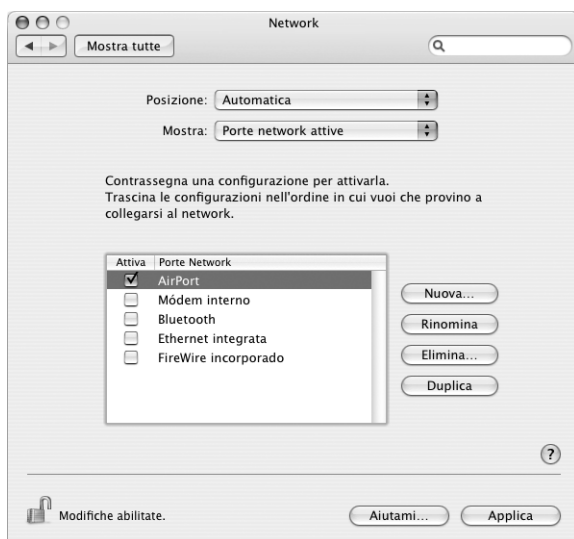 Network
Mostra tutte
Posizione: Automatica
Mostra: Porte network attive
Contrassegna una configurazione per attivarla.
Trascina le configurazioni nell'ordine in cui vuoi che provino a
collegarsi al network.
Attiva Porte Network
AirPort
Módem interno
Bluetooth
Ethernet integrata
FireWire incorporado
Nuova...
Rinomina
Elimina...
Duplica
?
Modifiche abilitate.
Aiutami...
Applica